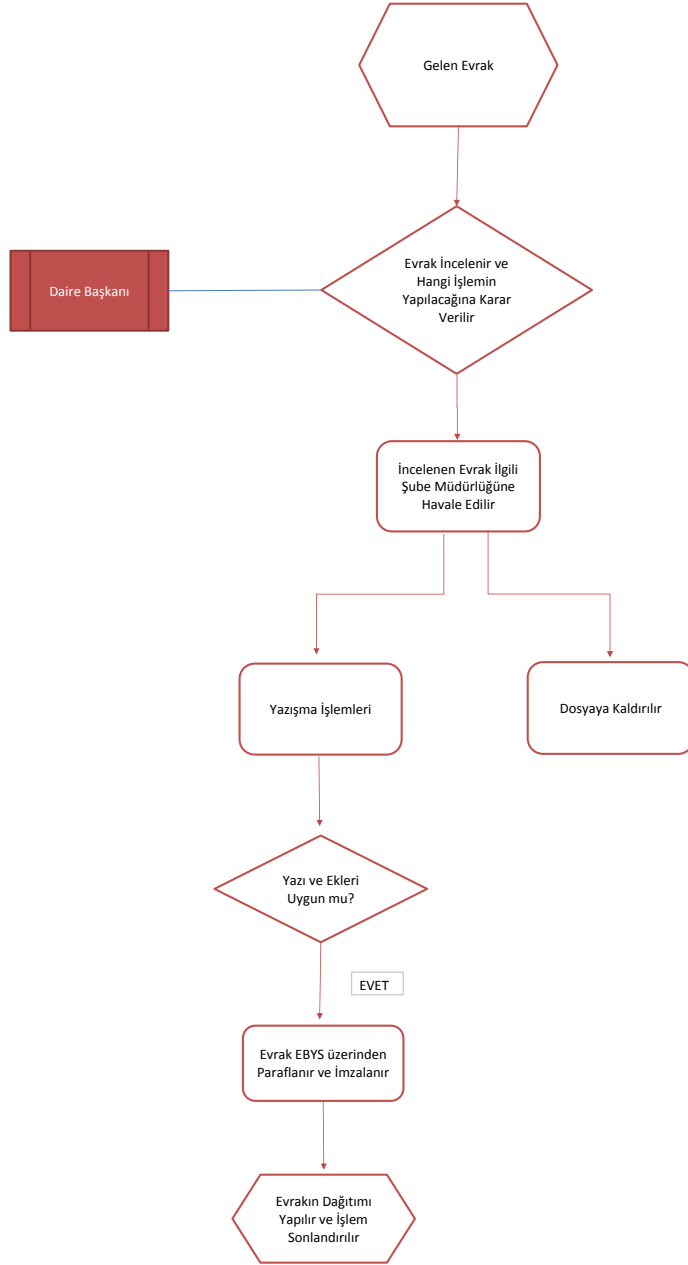 Gelen Evrak
Evrak İncelenir ve
Hangi İşlemin
Yapılacağına Karar
Verilir
Daire Başkanı
İncelenen Evrak İlgili
Şube Müdürlüğüne
Havale Edilir
Yazışma İşlemleri
Dosyaya Kaldırılır
Yazı ve Ekleri
Uygun mu?
EVET
Evrak EBYS üzerinden
Paraflanır ve İmzalanır
Evrakın Dağıtımı
Yapılır ve İşlem
Sonlandırılır